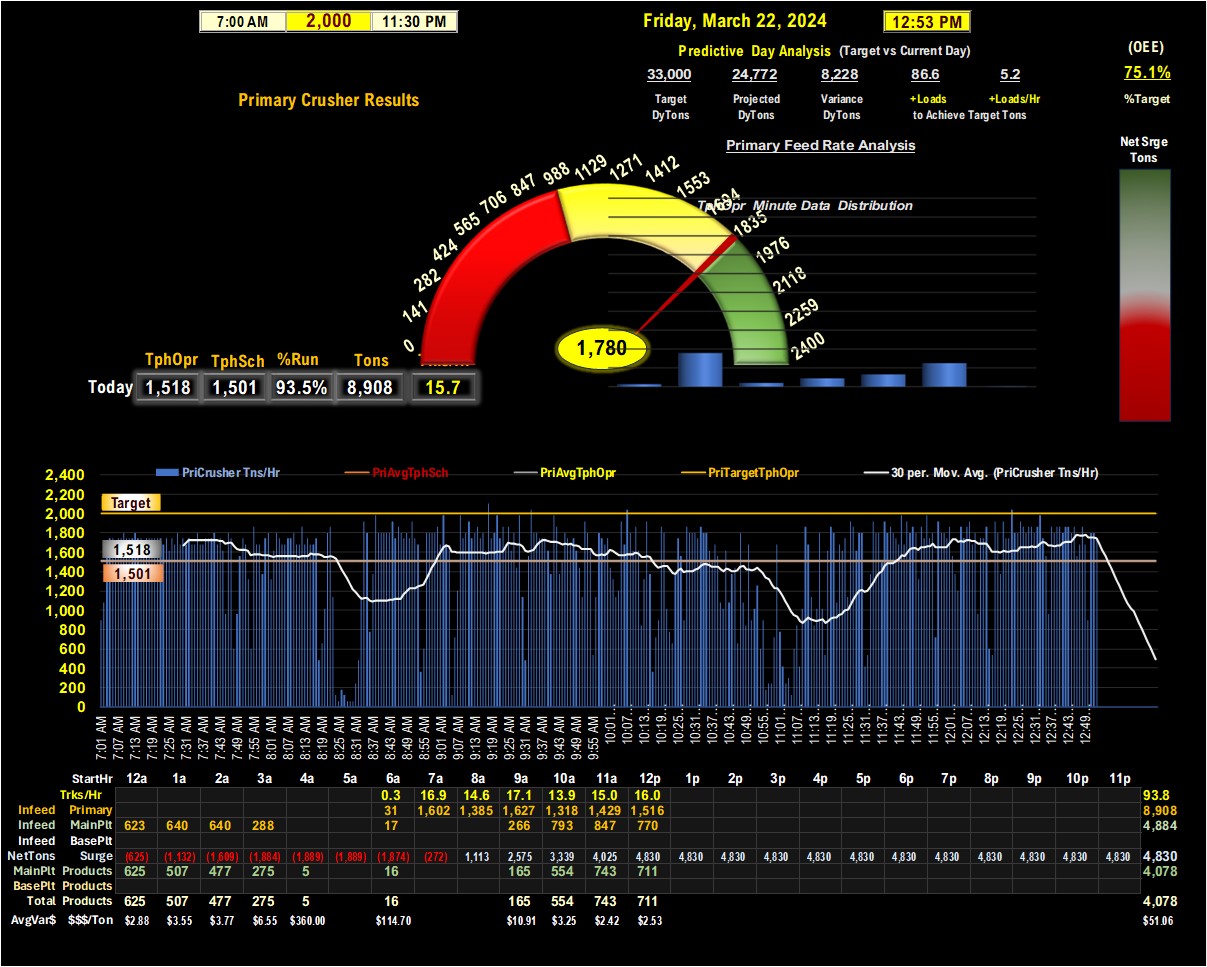 7:00 AM 2,000 11:30 PM
Friday, March 22, 2024 12:53 PM
Predictive Day Analysis (Target vs Current Day)
(OEE)
33,000 24,772 8,228 86.6 5.2
75.1%
Target Projected Variance +Loads +Loads/Hr
%Target
DyTons DyTons DyTons to Achieve Target Tons
Primary Crusher Results
Primary Feed Rate Analysis
Net Srge
Tons
TphOpr Minute Data Distribution
0 141 282 424 565 706 847 988 1129 1271 1412 1553 1694 1835 1976 2118 2259 2400
1,780
TphOpr TphSch %Run Tons
Today 1,518 1,501 93.5% 8,908 15.7
PriCrusher Tns/Hr PriAvgTphSch PriAvgTphOpr PriTargetTphOpr 30 per. Mov. Avg. (PriCrusher Tns/Hr)
2,400
2,200
2,000
1,800
1,600
1,400
1,200
1,000
800
600
400
200
0
Target
1,518
1,501
7:01 AM 7:07 AM 7:13 AM 7:19 AM 7:25 AM 7:31 AM 7:37 AM 7:43 AM 7:49 AM 7:55 AM 8:01 AM 8:07 AM 8:13 AM 8:19 AM 8:25 AM 8:31 AM 8:37 AM 8:43 AM 8:49 AM 8:55 AM 9:01 AM 9:07 AM 9:13 AM 9:19 AM 9:25 AM 9:31 AM 9:37 AM 9:43 AM 9:49 AM 9:55 AM 10:01... 10:07... 10:13... 10:19... 10:25... 10:31... 10:37... 10:43... 10:49... 10:55... 11:01... 11:07... 11:13... 11:19... 11:25... 11:31... 11:37... 11:43... 11:49... 11:55... 12:01... 12:07... 12:13... 12:19... 12:25... 12:31... 12:37... 12:43... 12:49...
StartHr 12a 1a 2a 3a 4a 5a 6a 7a 8a 9a 10a 11a 12p 1p 2p 3p 4p 5p 6p 7p 8p 9p 10p 11p
Trks/Hr 0.3 16.9 14.6 17.1 13.9 15.0 16.0 93.8
Infeed Primary 31 1,602 1,385 1,627 1,318 1,429 1,516 8,908
Infeed MainPlt 623 640 640 288 17 266 793 847 770 4,884
Infeed BasePlt
NetTons Surge (625) (1,132) (1,609) (1,884) (1,889) (1,889) (1,874) (272) 1,113 2,575 3,339 4,025 4,830 4,830 4,830 4,830 4,830 4,830 4,830 4,830 4,830 4,830 4,830 4,830 4,830
MainPlt Products 625 507 477 275 5 16 165 554 743 711 4,078
BasePlt Products
Total Products 625 507 477 275 5 16 165 554 743 711 4,078
AvgVar$ $$$/Ton $2.88 $3.55 $3.77 $6.55 $360.00 $114.70 $10.91 $3.25 $2.42 $2.53 $51.06